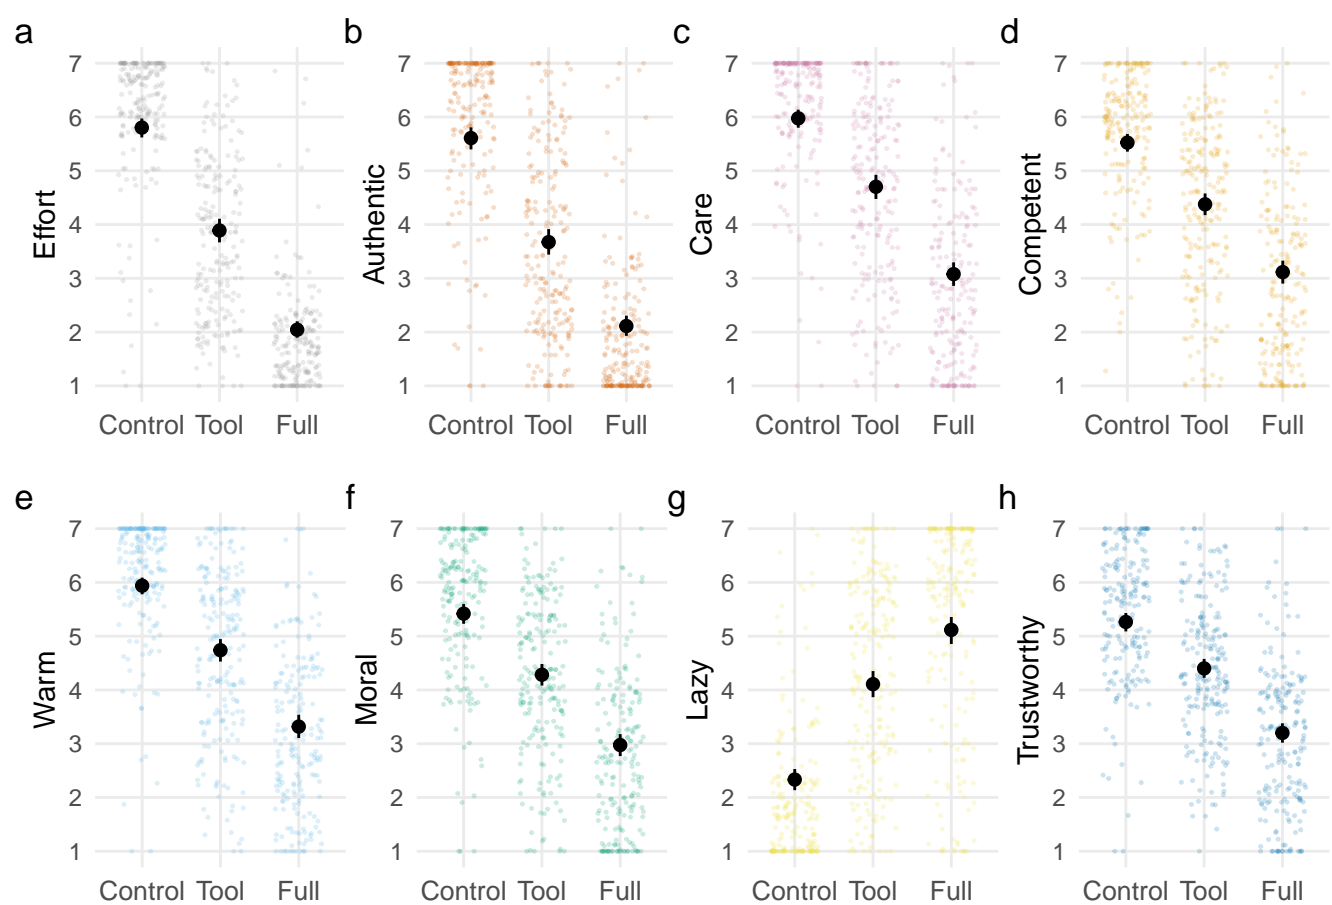 a b c d
7 7 7 7
6 6 6 6
5 5 5 5
4 4 4 4
3 3 3 3
2 2 2 2
1 1 1 1
Effort
Authentic
Care
Competent
Control Tool Full Control Tool Full Control Tool Full Control Tool Full
e f g h
7 7 7 7
6 6 6 6
5 5 5 5
4 4 4 4
3 3 3 3
2 2 2 2
1 1 1 1
Warm
Moral
Lazy
Trustworthy
Control Tool Full Control Tool Full Control Tool Full Control Tool Full